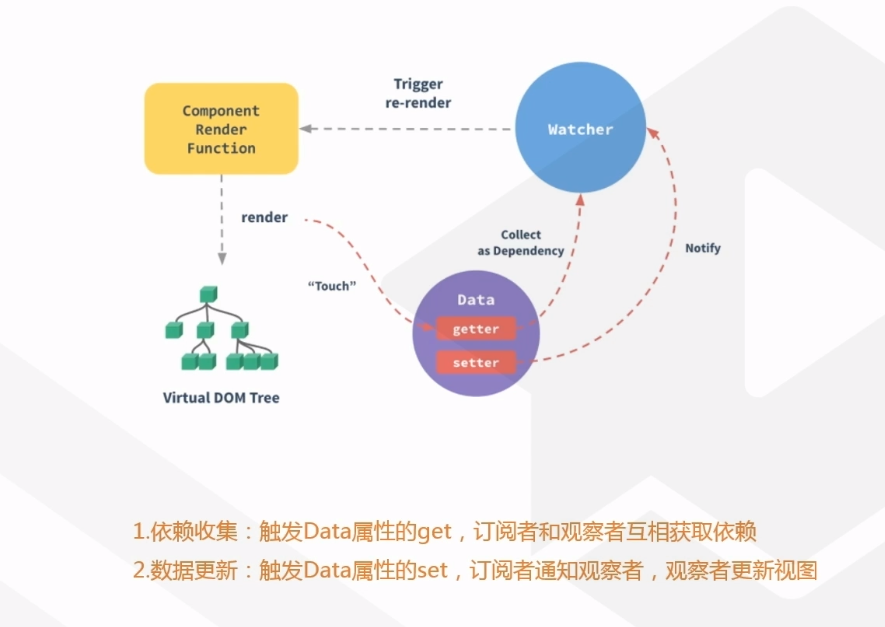 Trigger
re-render
Component
Render
Function
Watcher
render
Collect
as Dependency
Notify
“Touch”
Data
getter
setter
Virtual DOM Tree
1.依赖收集：触发Data属性的get，订阅者和观察者互相获取依赖
2.数据更新：触发Data属性的set，订阅者通知观察者，观察者更新视图